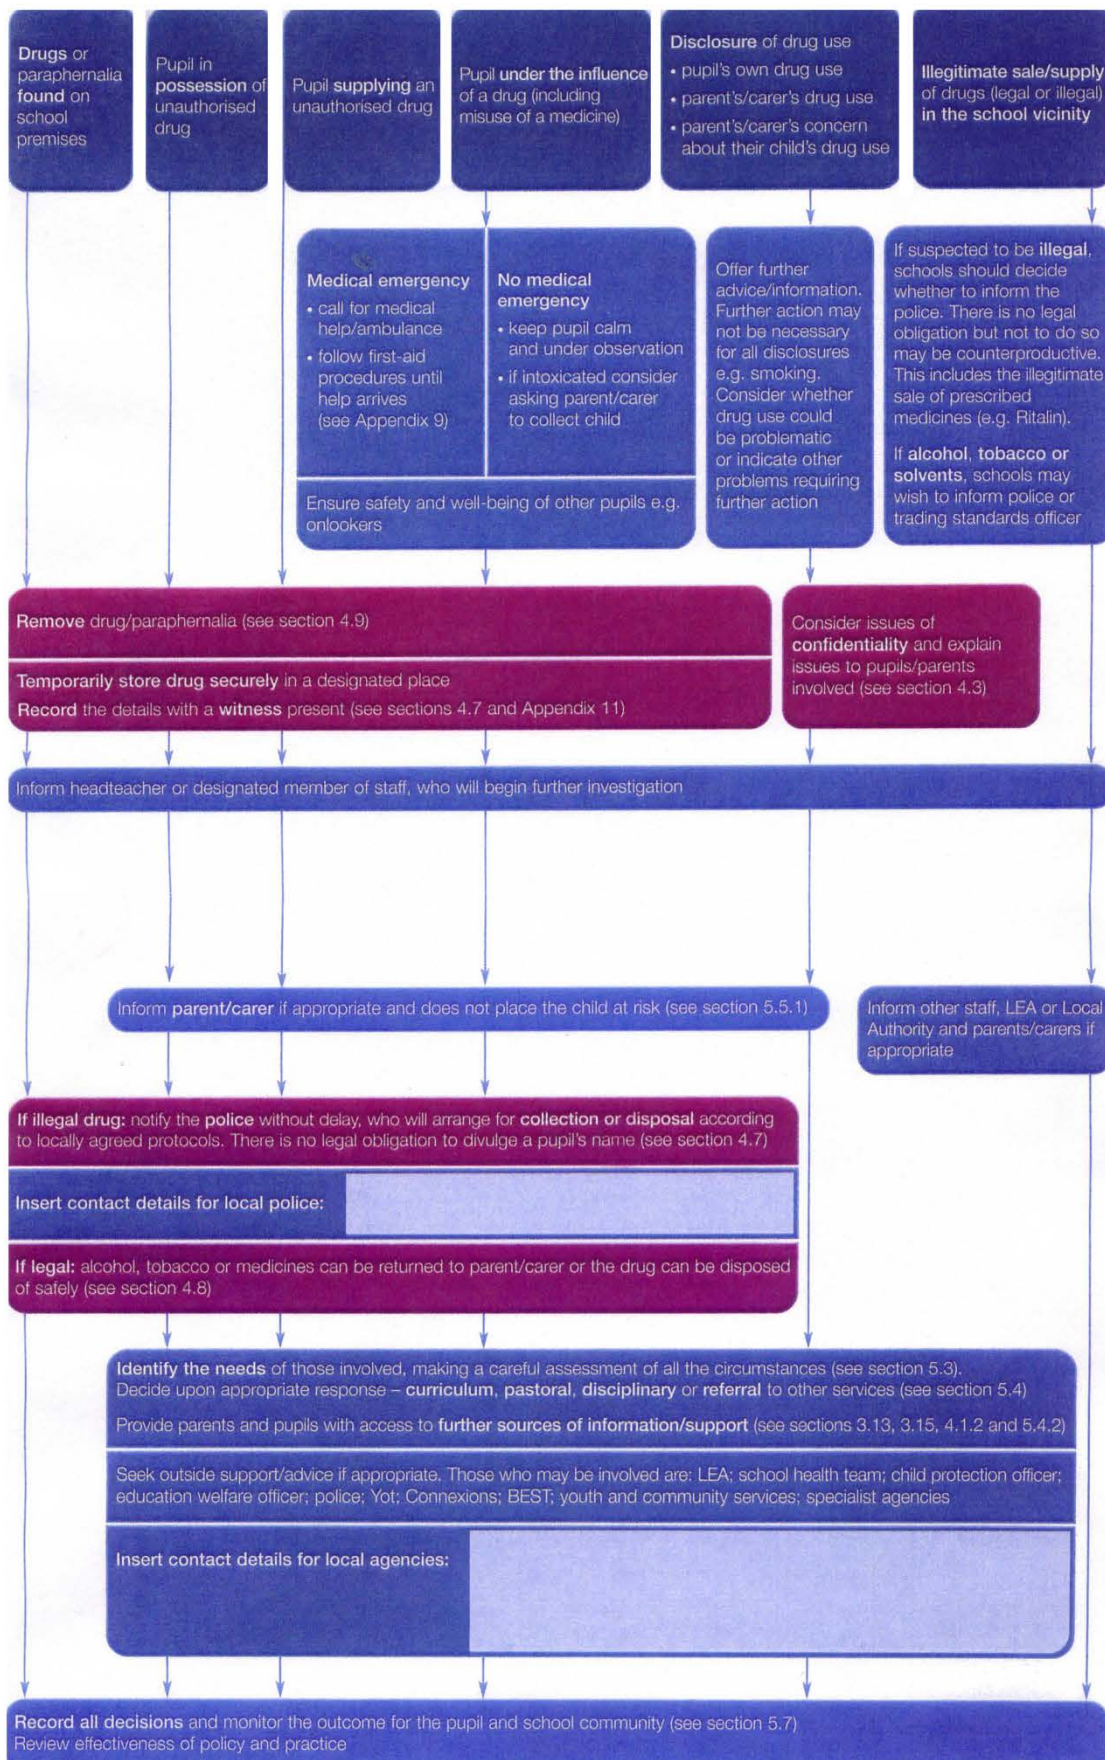 Drugs or
paraphernalia
found on
school
premises
Pupil in
possession of
unauthorised
drug
Pupil supplying an
unauthorised drug
Pupil under the influence
of a drug (including
misuse of a medicine)
Disclosure of drug use
• pupil's own drug use
• parent's/carer's drug use
• parent's/carer's concern
about their child's drug use
Illegitimate sale/supply
of drugs (legal or illegal)
in the school vicinity
Medical emergency
• call for medical
help/ambulance
• follow first-aid
procedures until
help arrives
(see Appendix 9)
No medical
emergency
• keep pupil calm
and under observation
• if intoxicated consider
asking parent/carer
to collect child
Ensure safety and well-being of other pupils e.g.
onlookers
Offer further
advice/information.
Further action may
not be necessary
for all disclosures
e.g. smoking.
Consider whether
drug use could
be problematic
or indicate other
problems requiring
further action
If suspected to be illegal,
schools should decide
whether to inform the
police. There is no legal
obligation but not to do so
may be counterproductive.
This includes the illegitimate
sale of prescribed
medicines (e.g. Ritalin).
If alcohol, tobacco or
solvents, schools may
wish to inform police or
trading standards officer
Remove drug/paraphernalia (see section 4.9)
Temporarily store drug securely in a designated place
Record the details with a witness present (see sections 4.7 and Appendix 11)
Consider issues of
confidentiality and explain
issues to pupils/parents
involved (see section 4.3)
Inform headteacher or designated member of staff, who will begin further investigation
Inform parent/carer if appropriate and does not place the child at risk (see section 5.5.1)
Inform other staff, LEA or Local
Authority and parents/carers if
appropriate
If illegal drug: notify the police without delay, who will arrange for collection or disposal according
to locally agreed protocols. There is no legal obligation to divulge a pupil's name (see section 4.7)
Insert contact details for local police:
If legal: alcohol, tobacco or medicines can be returned to parent/carer or the drug can be disposed
of safely (see section 4.8)
Identify the needs of those involved, making a careful assessment of all the circumstances (see section 5.3).
Decide upon appropriate response – curriculum, pastoral, disciplinary or referral to other services (see section 5.4)
Provide parents and pupils with access to further sources of information/support (see sections 3.13, 3.15, 4.1.2 and 5.4.2)
Seek outside support/advice if appropriate. Those who may be involved are: LEA; school health team; child protection officer;
education welfare officer; police; Yot; Connexions; BEST; youth and community services; specialist agencies
Insert contact details for local agencies:
Record all decisions and monitor the outcome for the pupil and school community (see section 5.7)
Review effectiveness of policy and practice